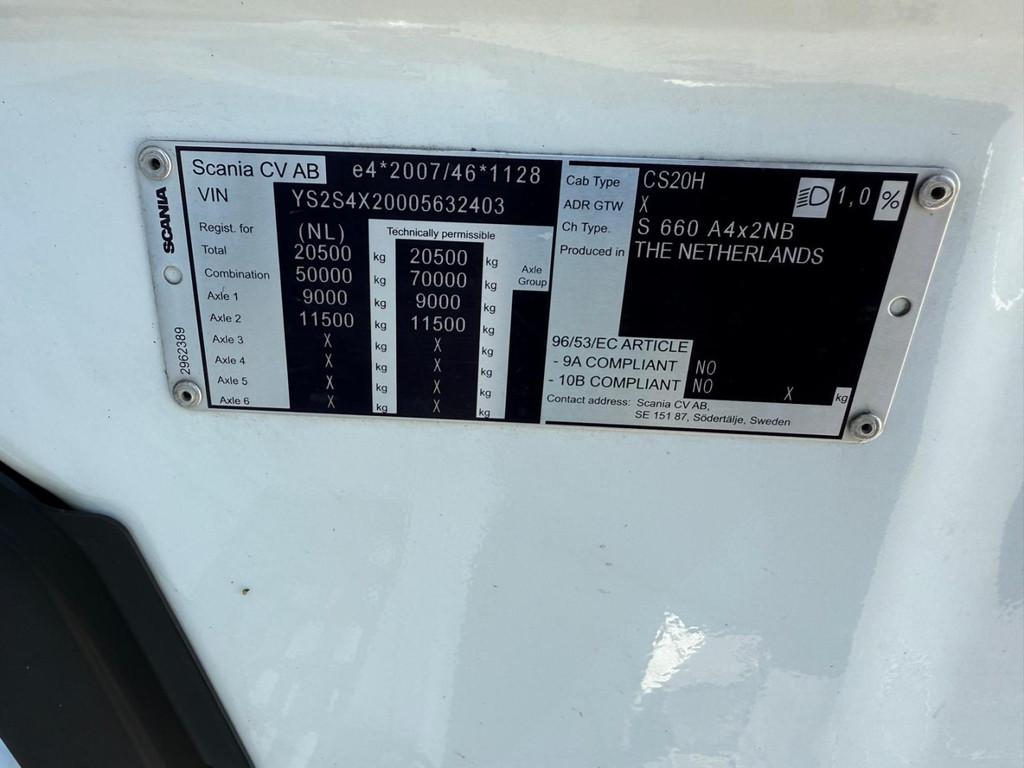 SCANIA
2962389
Scania CV AB e4*2007/46*1128
VIN YS2S4X20005632403
Regist. for (NL) Technically permissible
Total 20500 kg 20500 kg
Combination 50000 kg 70000 kg Axle Group
Axle 1 9000 kg 9000 kg
Axle 2 11500 kg 11500 kg
Axle 3 X kg X kg
Axle 4 X kg X kg
Axle 5 X kg X kg
Axle 6 X kg X kg
Cab Type CS20H 1,0 %
ADR GTW X
Ch Type. S 660 A4x2NB
Produced in THE NETHERLANDS
96/53/EC ARTICLE
- 9A COMPLIANT NO
- 10B COMPLIANT NO X kg
Contact address: Scania CV AB,
SE 151 87, Södertälje, Sweden